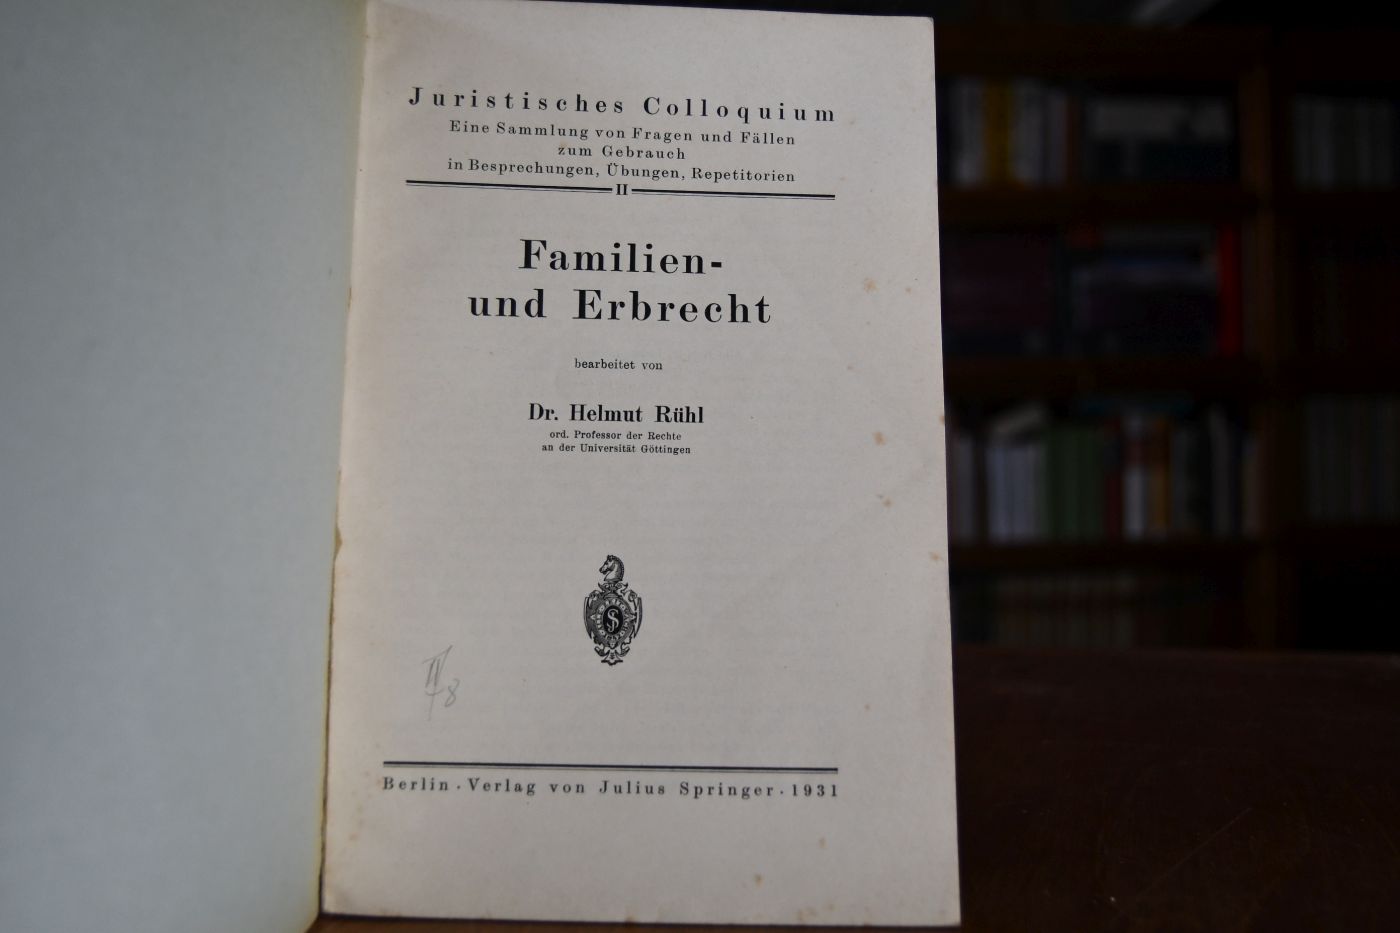 Juristisches Colloquium
Eine Sammlung von Fragen und Fällen
zum Gebrauch
in Besprechungen, Übungen, Repetitorien
II
Familien-
und Erbrecht
bearbeitet von
Dr. Helmut Rühl
ord. Professor der Rechte
an der Universität Göttingen
Berlin · Verlag von Julius Springer · 1931